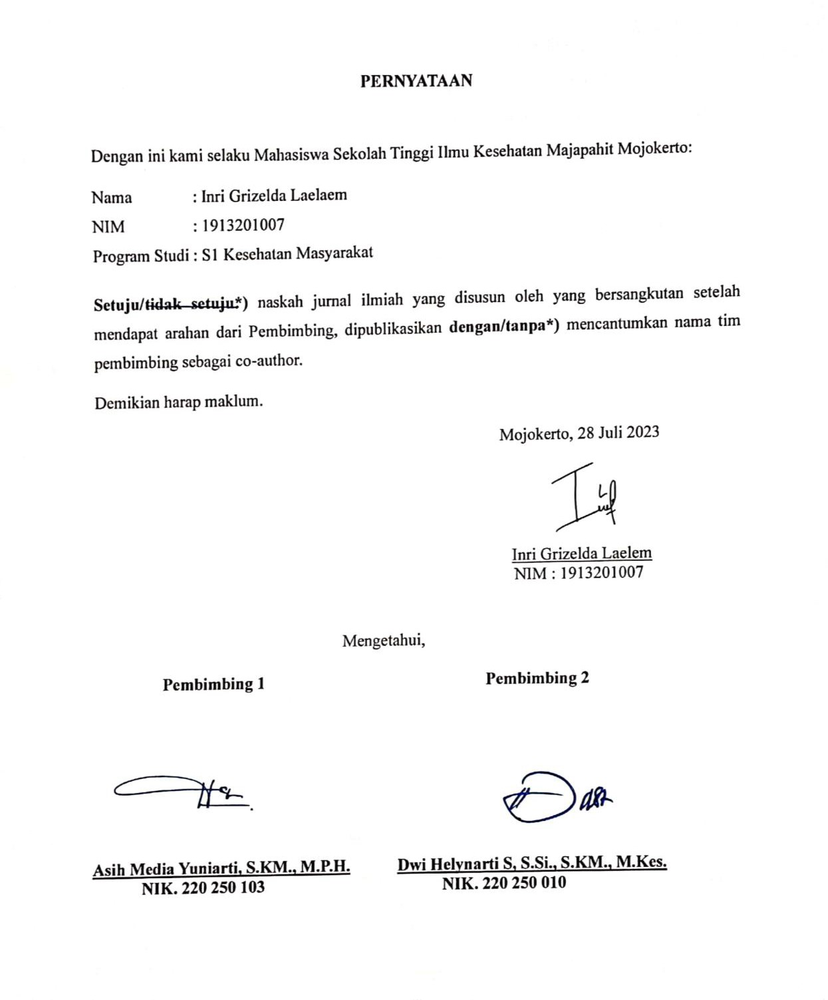 PERNYATAAN
Dengan ini kami selaku Mahasiswa Sekolah Tinggi Ilmu Kesehatan Majapahit Mojokerto:
Nama : Inri Grizelda Laelaem
NIM : 1913201007
Program Studi : S1 Kesehatan Masyarakat
Setuju/tidak setuju*) naskah jurnal ilmiah yang disusun oleh yang bersangkutan setelah
mendapat arahan dari Pembimbing, dipublikasikan dengan/tanpa*) mencantumkan nama tim
pembimbing sebagai co-author.
Demikian harap maklum.
Mojokerto, 28 Juli 2023
Inri Grizelda Laelem
NIM : 1913201007
Mengetahui,
Pembimbing 1 Pembimbing 2
Asih Media Yuniarti, S.KM., M.P.H. Dwi Helynarti S, S.Si., S.KM., M.Kes.
NIK. 220 250 103 NIK. 220 250 010